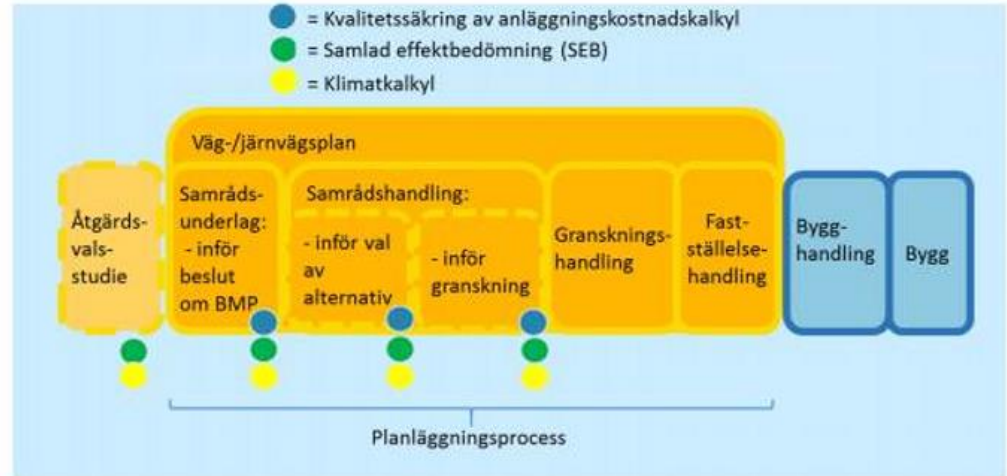 = Kvalitetssäkring av anläggningskostnadskalkyl
= Samlad effektbedömning (SEB)
= Klimatkalkyl
Väg-/järnvägsplan
Åtgärds-
vals-
studie
Samråds-
underlag:
- inför
beslut
om BMP
Samrådshandling:
- inför val
av
alternativ
- inför
granskning
Gransknings-
handling
Fast-
ställelse-
handling
Bygg-
handling
Bygg
Planläggningsprocess